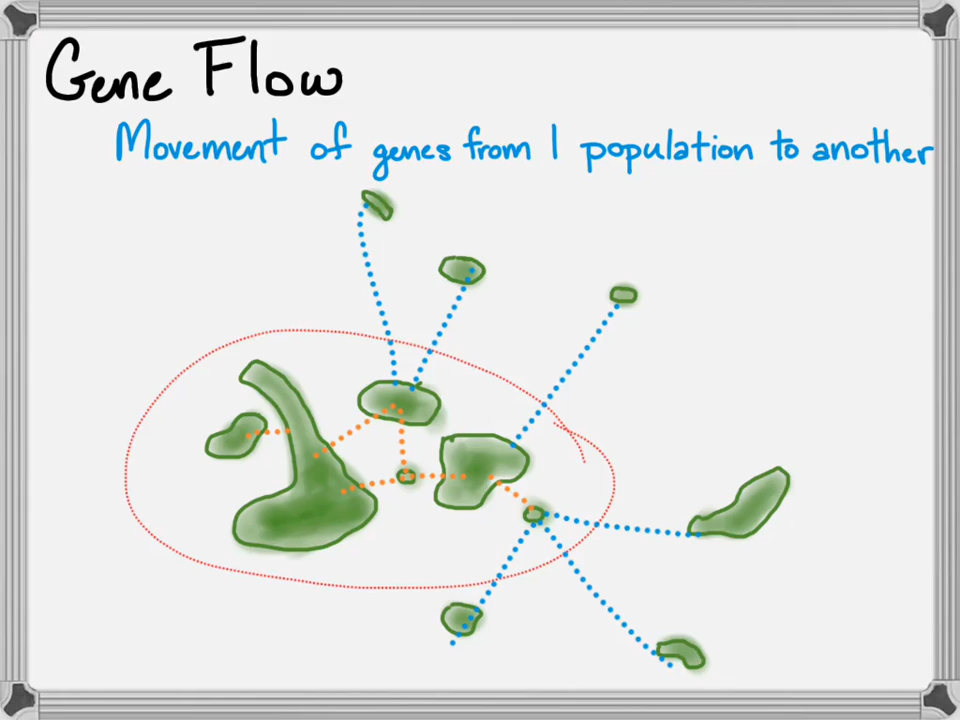 Gene Flow
Movement of genes from 1 population to another